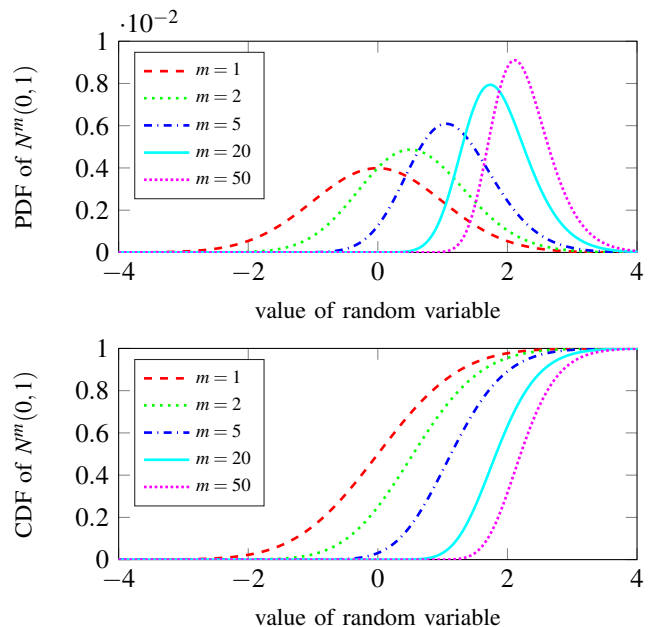 ·10−2
1
0.8
0.6
0.4
0.2
0
PDF of N^m(0,1)
m = 1
m = 2
m = 5
m = 20
m = 50
−4 −2 0 2 4
value of random variable
1
0.8
0.6
0.4
0.2
0
CDF of N^m(0,1)
m = 1
m = 2
m = 5
m = 20
m = 50
−4 −2 0 2 4
value of random variable